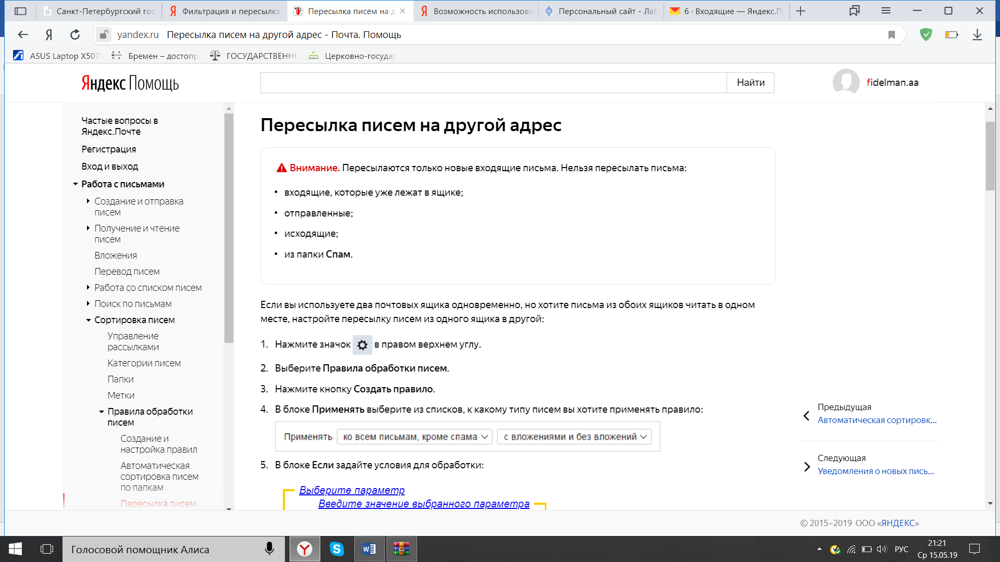 Санкт-Петербургский гос
Фильтрация и пересылка
Пересылка писем на д
Возможность использова
Персональный сайт - Лаб
6 · Входящие — Яндекс.П
yandex.ru Пересылка писем на другой адрес - Почта. Помощь
ASUS Laptop X507
Бремен – достопр
ГОСУДАРСТВЕНН
Церковно-государ
Яндекс Помощь
Найти
fidelman.aa
Частые вопросы в
Яндекс.Почте
Регистрация
Вход и выход
Работа с письмами
Создание и отправка
писем
Получение и чтение
писем
Вложения
Перевод писем
Работа со списком писем
Поиск по письмам
Сортировка писем
Управление
рассылками
Категории писем
Папки
Метки
Правила обработки
писем
Создание и
настройка правил
Автоматическая
сортировка писем
по папкам
Пересылка писем
Пересылка писем на другой адрес
Внимание. Пересылаются только новые входящие письма. Нельзя пересылать письма:
• входящие, которые уже лежат в ящике;
• отправленные;
• исходящие;
• из папки Спам.
Если вы используете два почтовых ящика одновременно, но хотите письма из обоих ящиков читать в одном
месте, настройте пересылку писем из одного ящика в другой:
1. Нажмите значок в правом верхнем углу.
2. Выберите Правила обработки писем.
3. Нажмите кнопку Создать правило.
4. В блоке Применять выберите из списков, к какому типу писем вы хотите применять правило:
Применять ко всем письмам, кроме спама с вложениями и без вложений
5. В блоке Если задайте условия для обработки:
Выберите параметр
Введите значение выбранного параметра
Предыдущая
Автоматическая сортировк...
Следующая
Уведомления о новых пись...
© 2015–2019 ООО «ЯНДЕКС»
Голосовой помощник Алиса
РУС
21:21
Ср 15.05.19